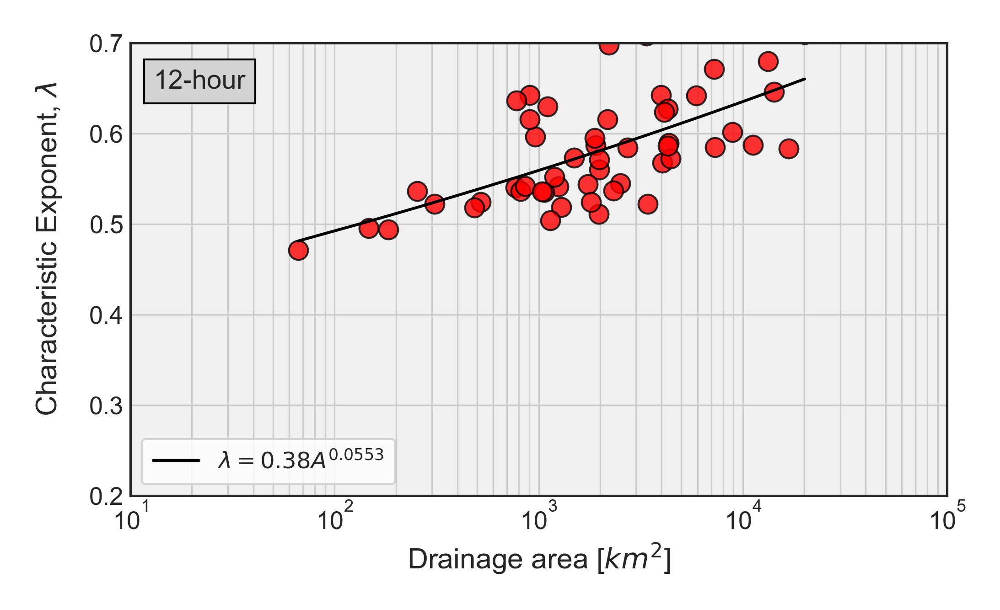 0.7
0.6
0.5
0.4
0.3
0.2
Characteristic Exponent, λ
12-hour
λ = 0.38A^0.0553
10^1 10^2 10^3 10^4 10^5
Drainage area [km^2]